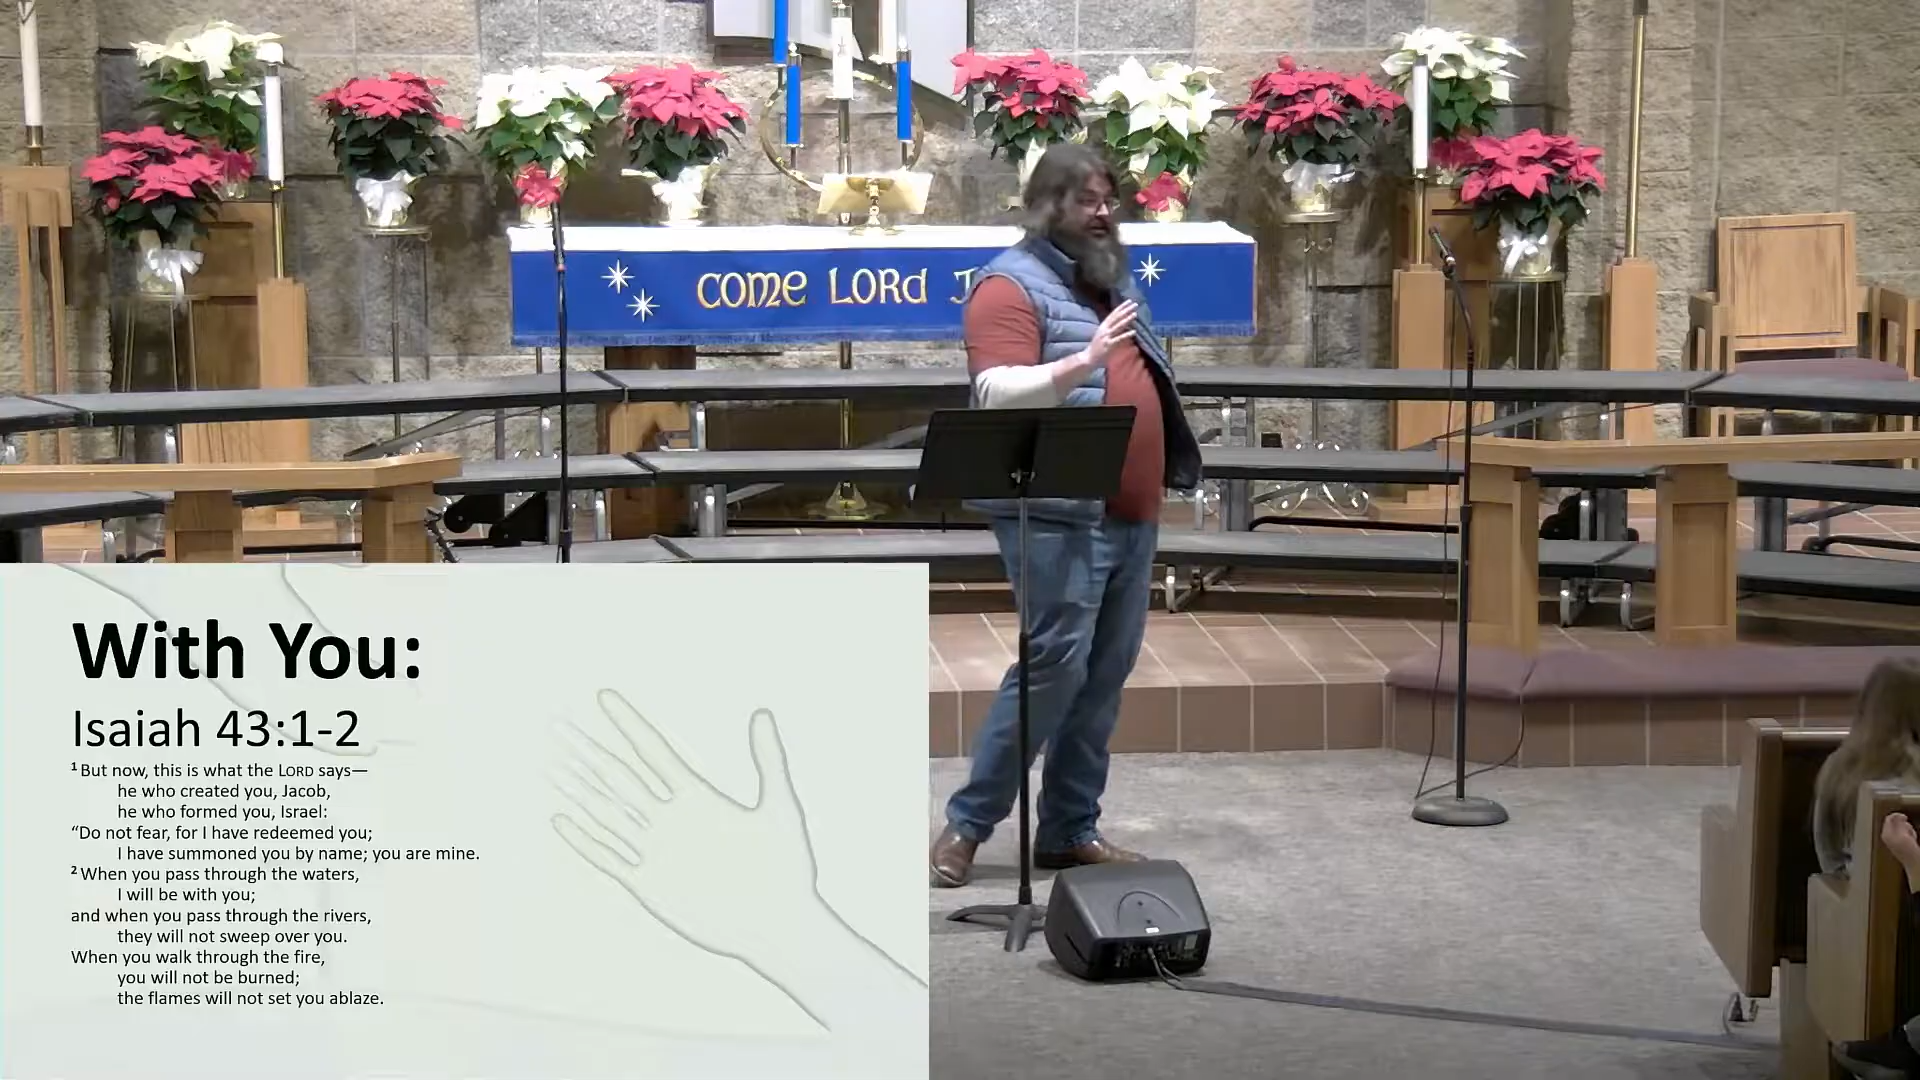 COME LORD J
With You:
Isaiah 43:1-2
1 But now, this is what the LORD says—
he who created you, Jacob,
he who formed you, Israel:
“Do not fear, for I have redeemed you;
I have summoned you by name; you are mine.
2 When you pass through the waters,
I will be with you;
and when you pass through the rivers,
they will not sweep over you.
When you walk through the fire,
you will not be burned;
the flames will not set you ablaze.